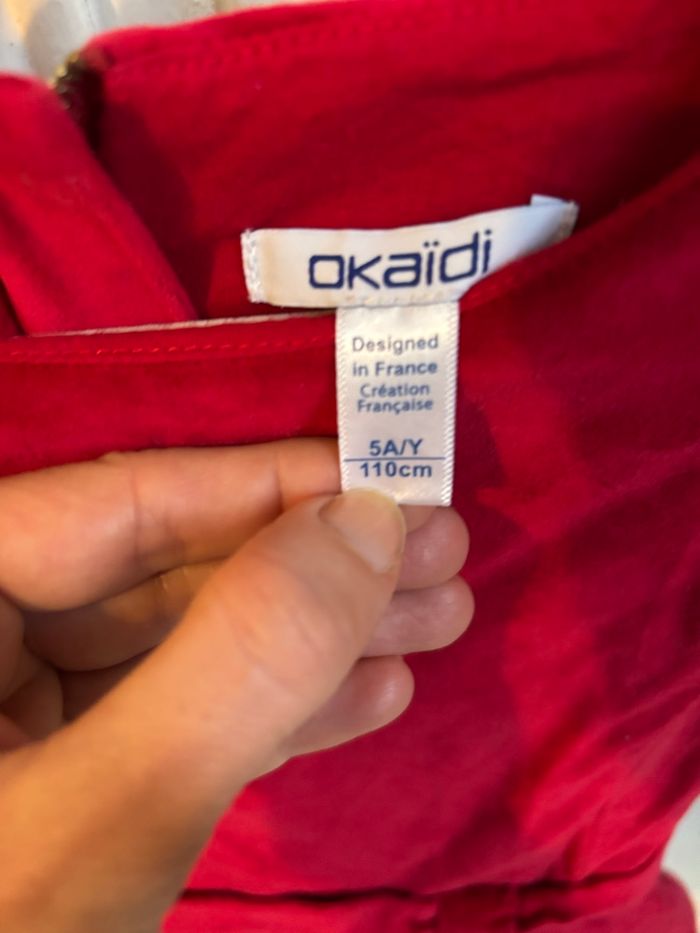 okaïdi
Designed
in France
Création
Française
5A/Y
110cm